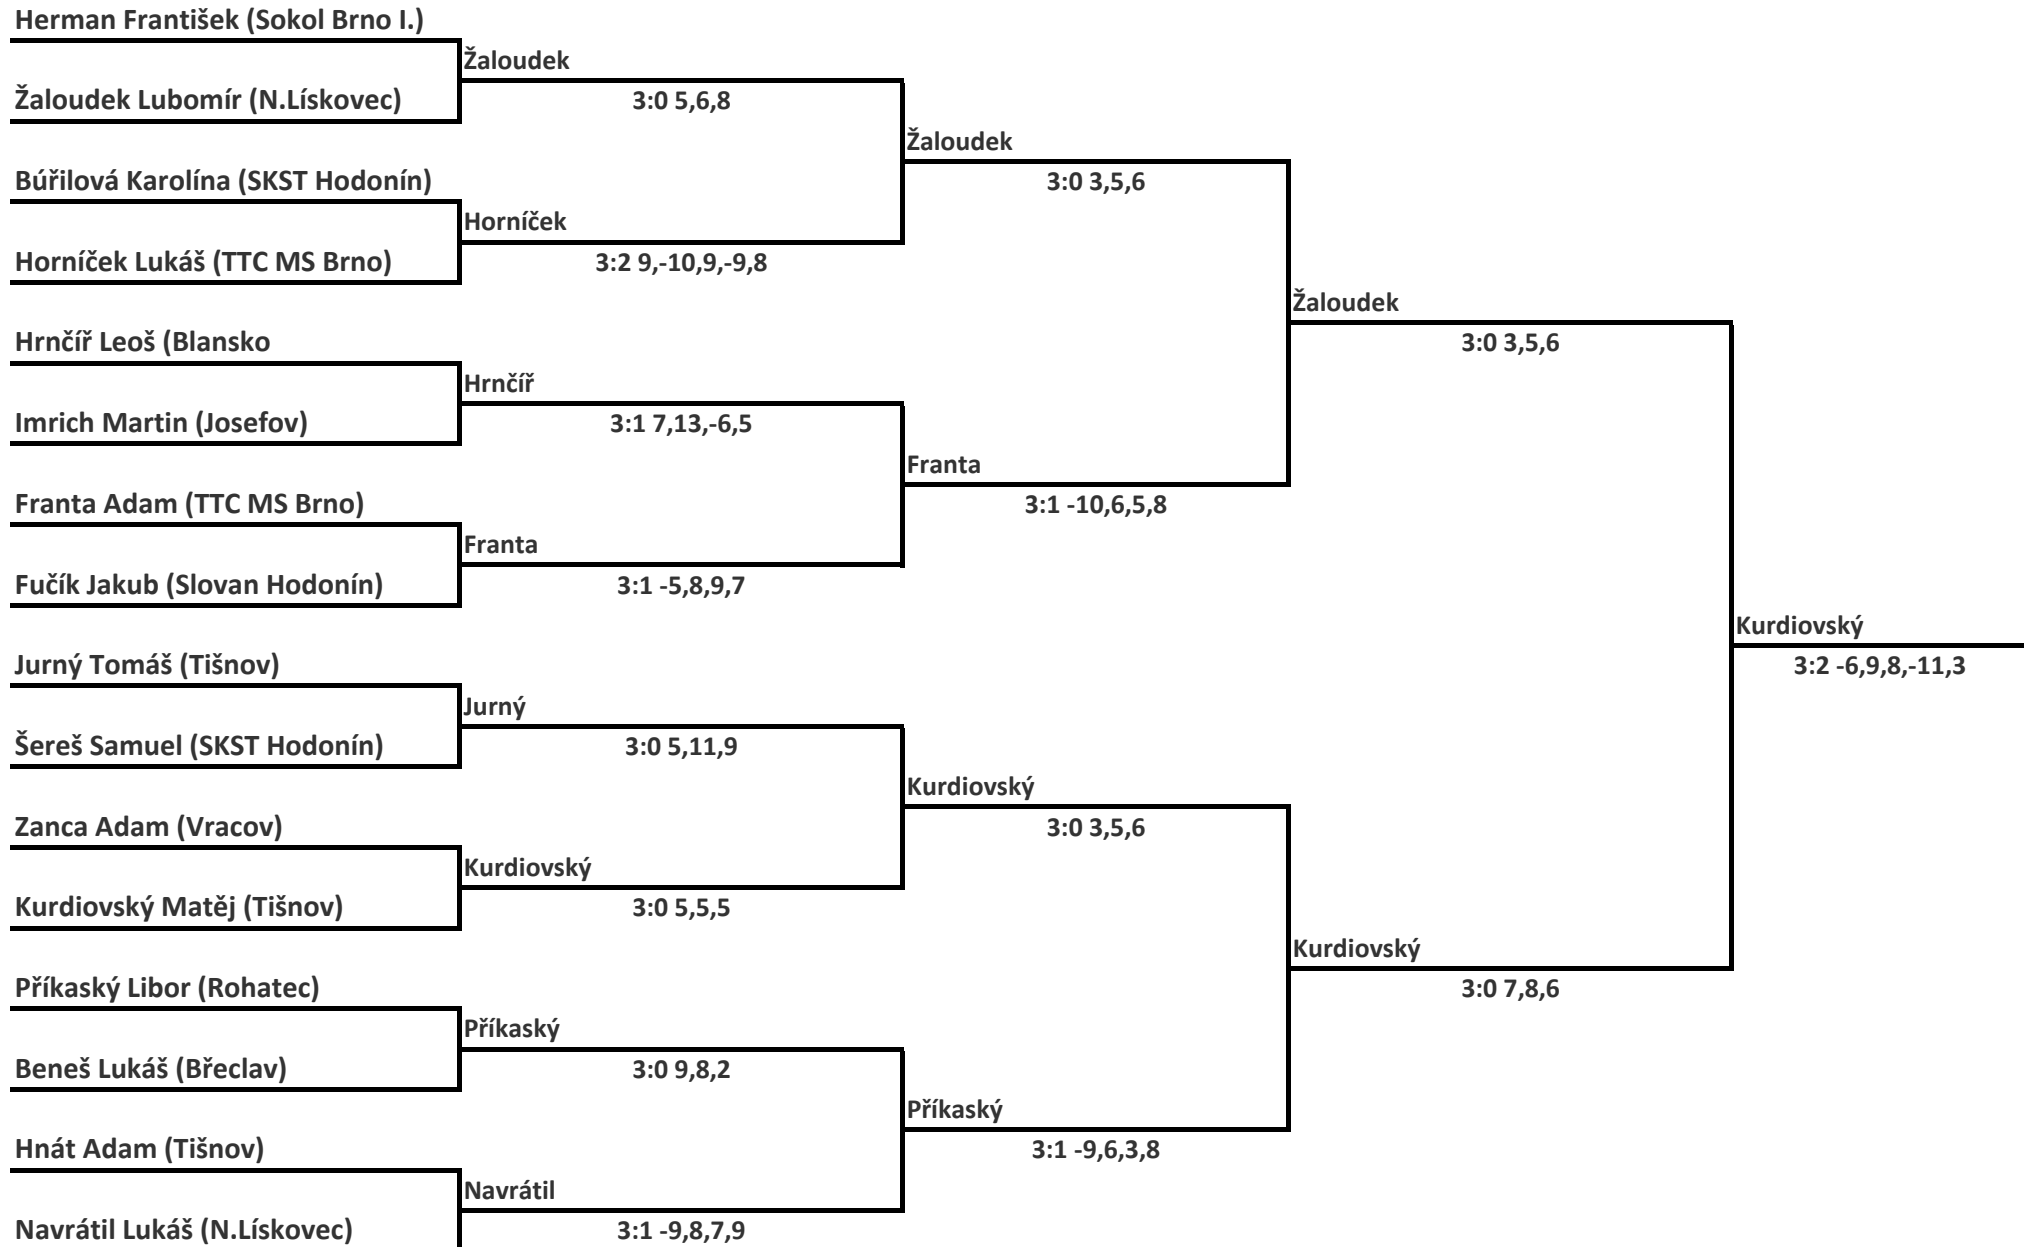 Herman František (Sokol Brno I.)
Žaloudek
Žaloudek Lubomír (N.Lískovec)
3:0 5,6,8
Žaloudek
Búřilová Karolína (SKST Hodonín)
3:0 3,5,6
Horníček
Horníček Lukáš (TTC MS Brno)
3:2 9,-10,9,-9,8
Žaloudek
Hrnčíř Leoš (Blansko
3:0 3,5,6
Hrnčíř
Imrich Martin (Josefov)
3:1 7,13,-6,5
Franta
Franta Adam (TTC MS Brno)
3:1 -10,6,5,8
Franta
Fučík Jakub (Slovan Hodonín)
3:1 -5,8,9,7
Kurdiovský
Jurný Tomáš (Tišnov)
3:2 -6,9,8,-11,3
Jurný
Šereš Samuel (SKST Hodonín)
3:0 5,11,9
Kurdiovský
Zanca Adam (Vracov)
3:0 3,5,6
Kurdiovský
Kurdiovský Matěj (Tišnov)
3:0 5,5,5
Kurdiovský
Příkaský Libor (Rohatec)
3:0 7,8,6
Příkaský
Beneš Lukáš (Břeclav)
3:0 9,8,2
Příkaský
Hnát Adam (Tišnov)
3:1 -9,6,3,8
Navrátil
Navrátil Lukáš (N.Lískovec)
3:1 -9,8,7,9